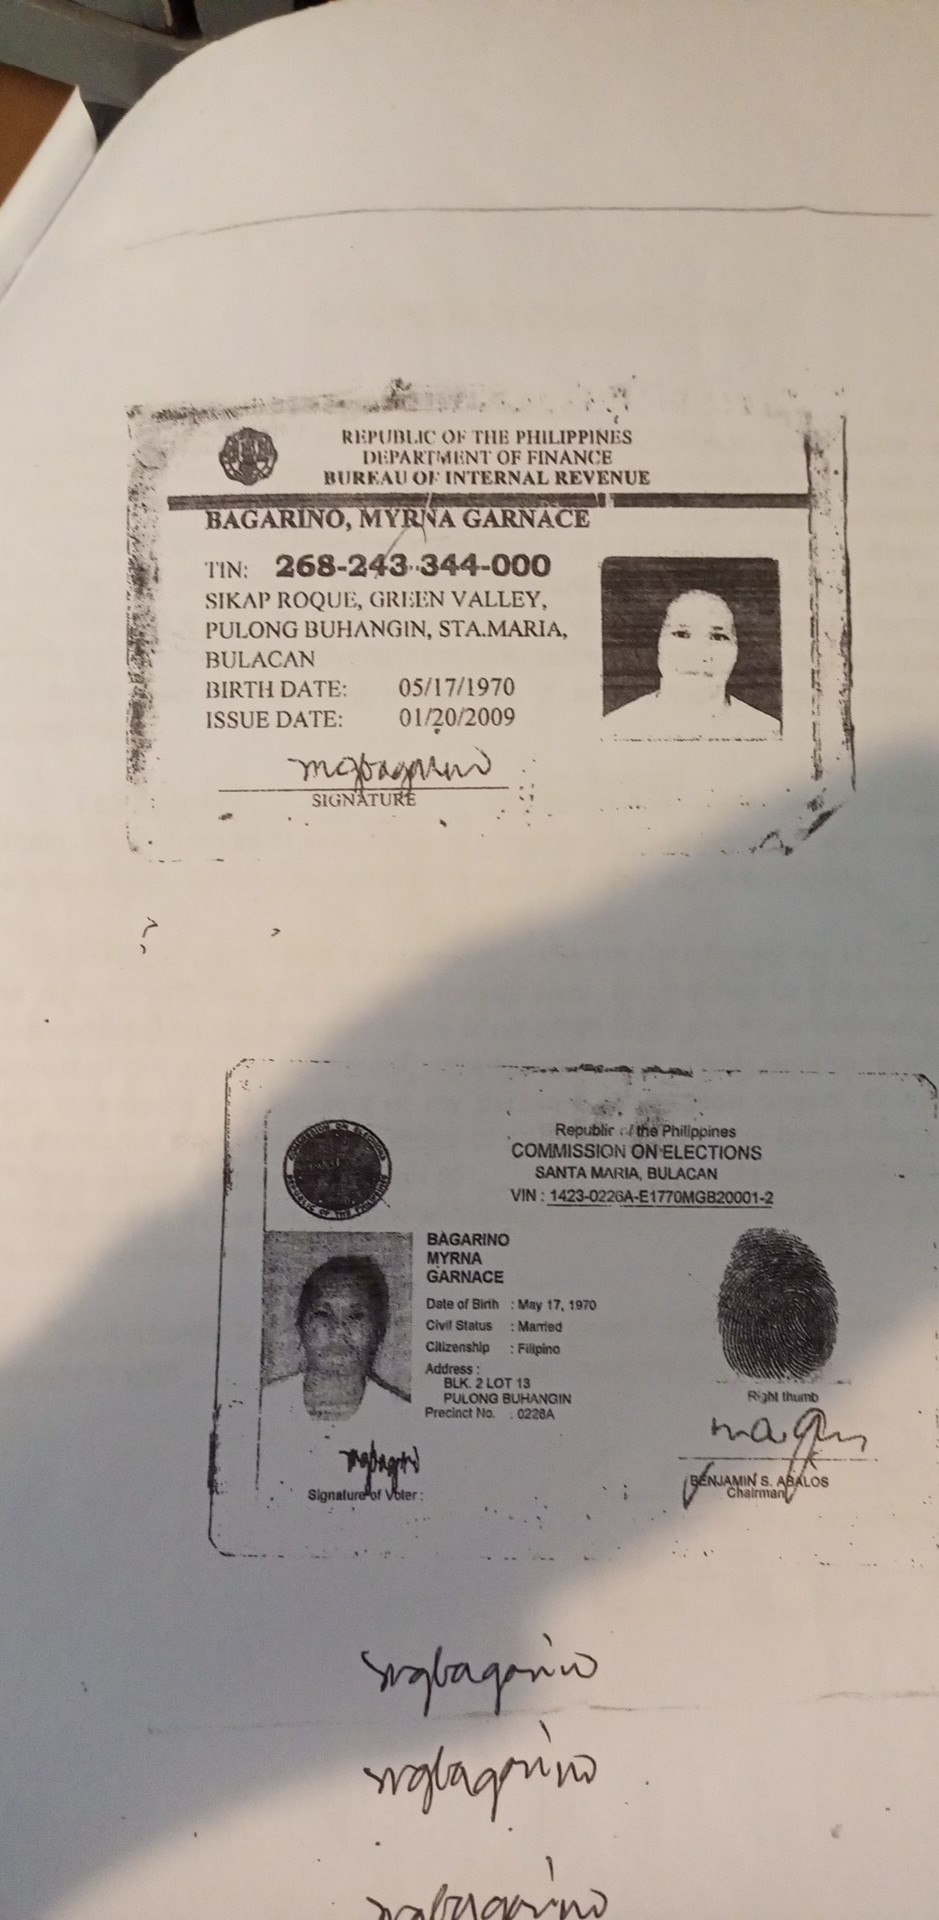 REPUBLIC OF THE PHILIPPINES
DEPARTMENT OF FINANCE
BUREAU OF INTERNAL REVENUE
BAGARINO, MYRNA GARNACE
TIN: 268-243-344-000
SIKAP ROQUE, GREEN VALLEY,
PULONG BUHANGIN, STA.MARIA,
BULACAN
BIRTH DATE: 05/17/1970
ISSUE DATE: 01/20/2009
mgbagarino
SIGNATURE
Republic of the Philippines
COMMISSION ON ELECTIONS
SANTA MARIA, BULACAN
VIN : 1423-0226A-E1770MGB20001-2
COMMISSION ON ELECTIONS
BAGARINO
MYRNA
GARNACE
Date of Birth : May 17, 1970
Civil Status : Married
Citizenship : Filipino
Address :
BLK. 2 LOT 13
PULONG BUHANGIN
Precinct No. : 0226A
Right thumb
Signature of Voter :
BENJAMIN S. ABALOS
Chairman
mgbagarino
mgbagarino
mgbagarino